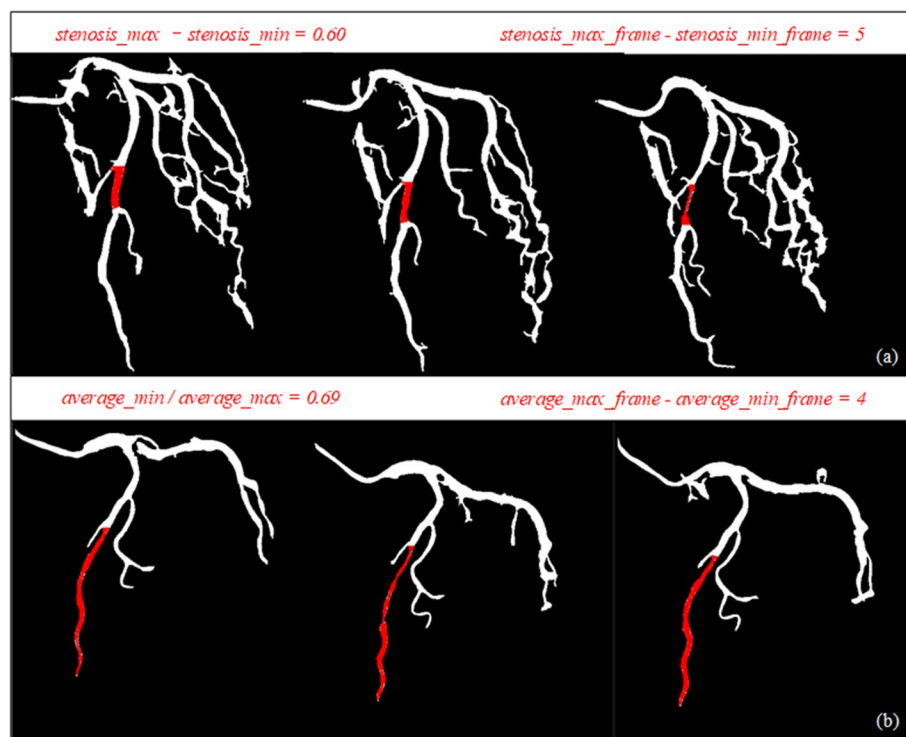 stenosis_max - stenosis_min = 0.60
stenosis_max_frame - stenosis_min_frame = 5
(a)
average_min / average_max = 0.69
average_max_frame - average_min_frame = 4
(b)